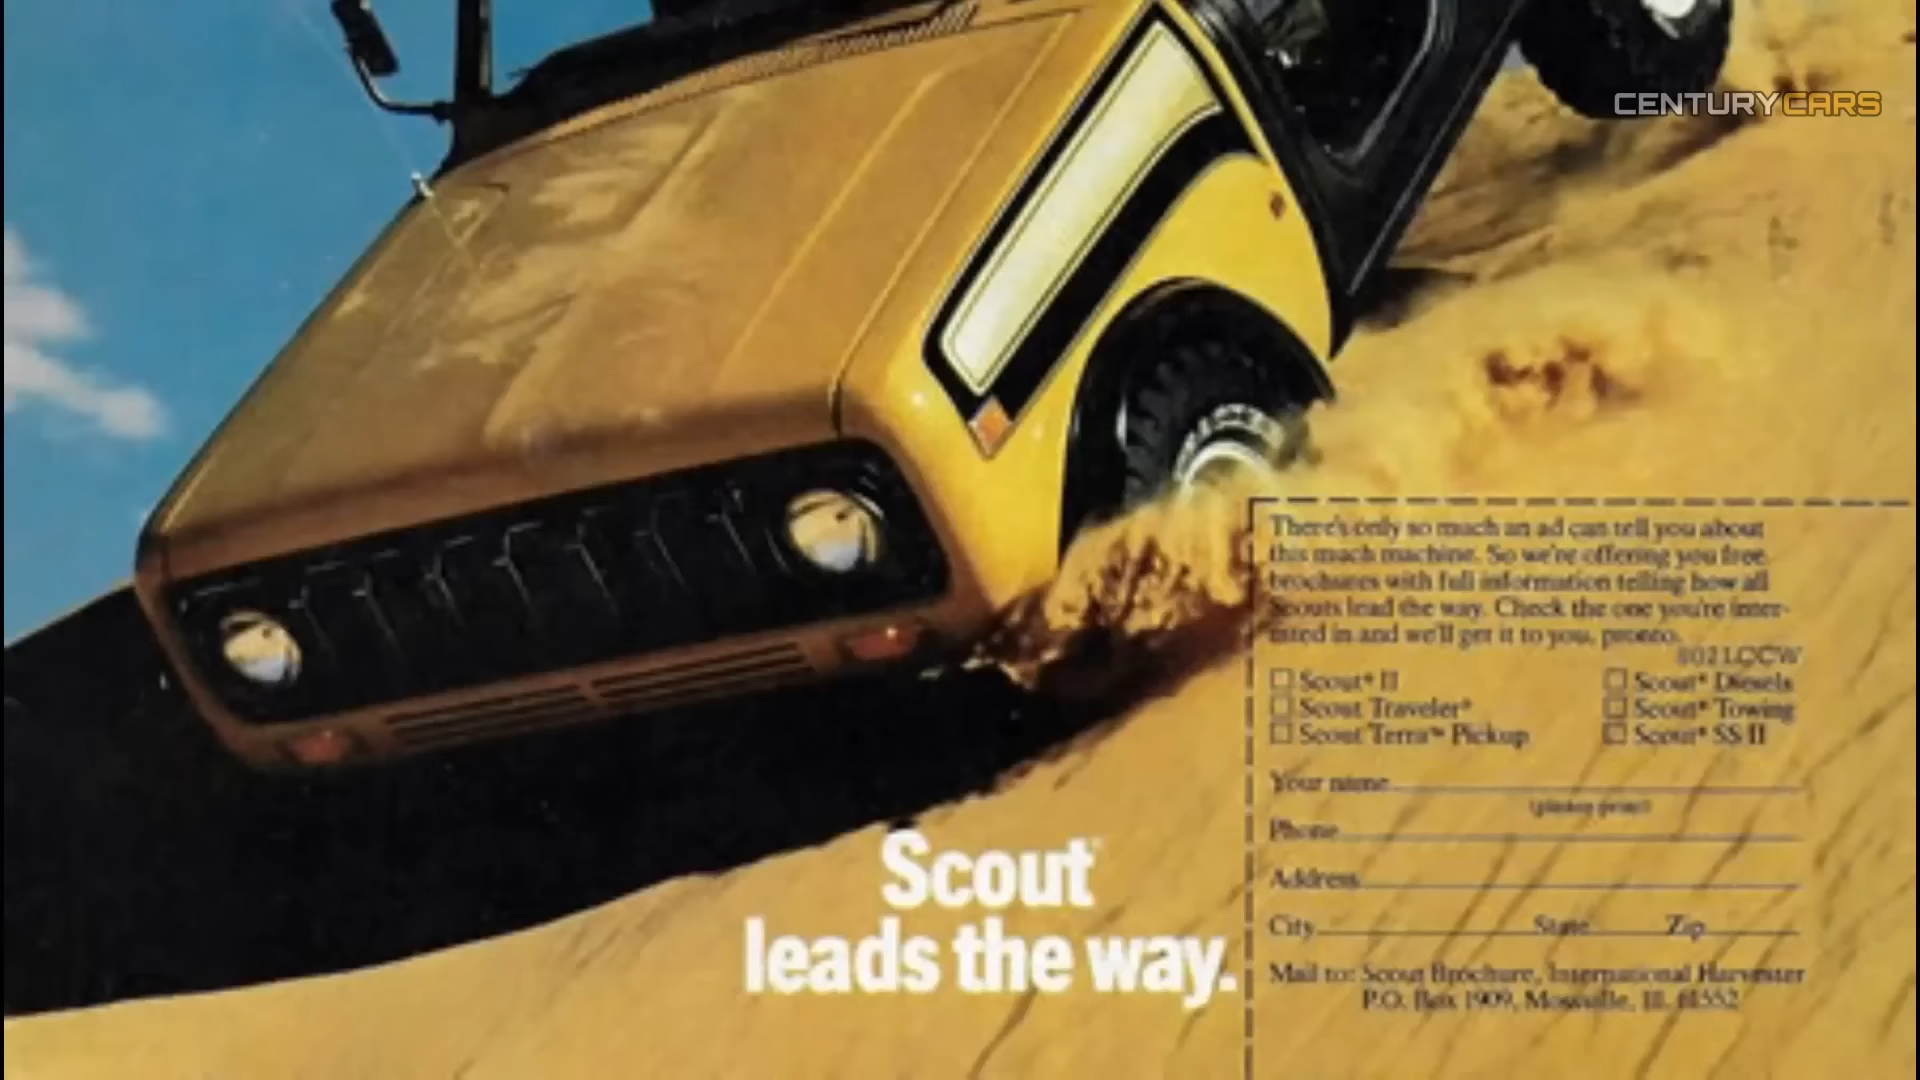 CENTURYCARS
There's only so much an ad can tell you about
this much machine. So we're offering you free
brochures with full information telling how all
Scouts lead the way. Check the one you're inter-
ested in and we'll get it to you, pronto.
Scout® II
Scout® Diesels
Scout Traveler®
Scout® Towing
Scout Terra™ Pickup
Scout® SS II
Your name
(please print)
Phone
Address
City State Zip
Mail to: Scout Brochure, International Harvester
P.O. Box 1909, Mossville, Ill. 61552
Scout™
leads the way.